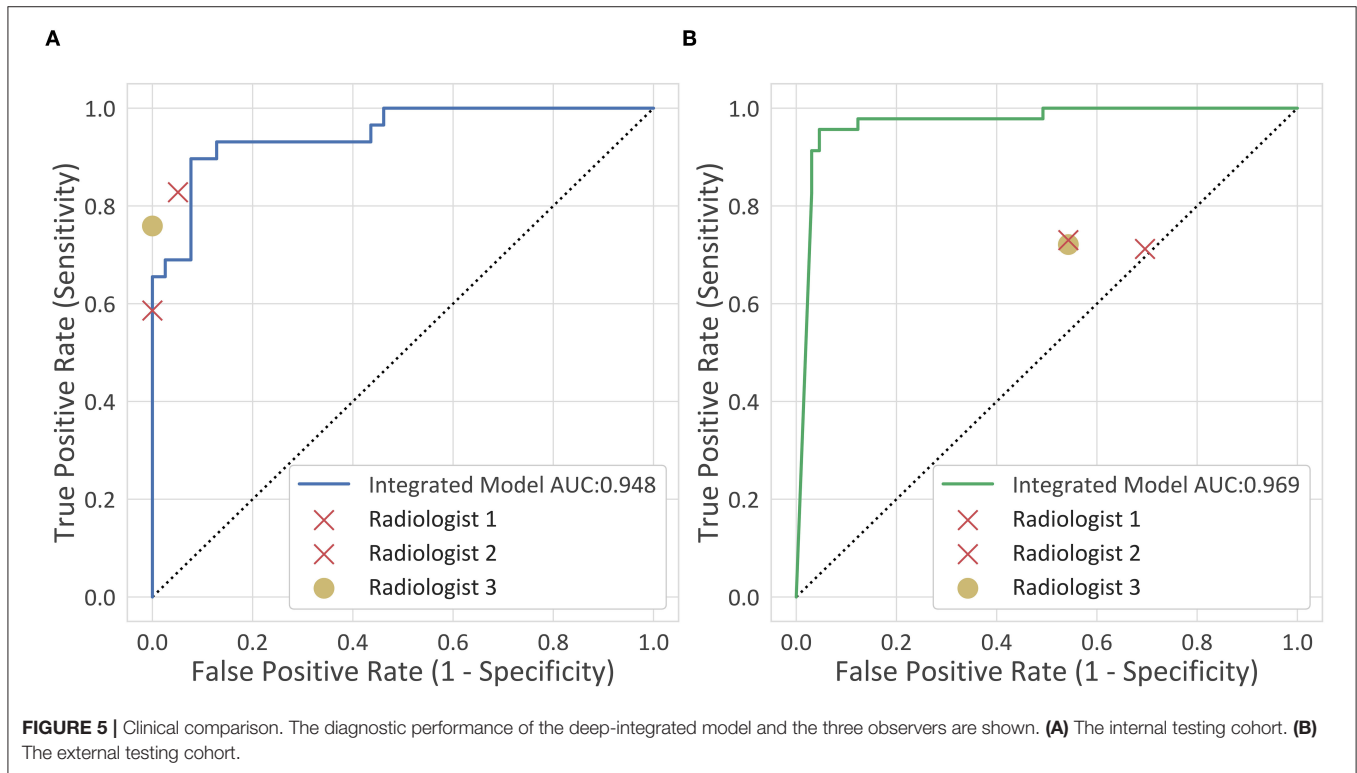 A
1.0
0.8
0.6
0.4
0.2
0.0
True Positive Rate (Sensitivity)
0.0 0.2 0.4 0.6 0.8 1.0
False Positive Rate (1 - Specificity)
Integrated Model AUC:0.948
Radiologist 1
Radiologist 2
Radiologist 3
B
1.0
0.8
0.6
0.4
0.2
0.0
True Positive Rate (Sensitivity)
0.0 0.2 0.4 0.6 0.8 1.0
False Positive Rate (1 - Specificity)
Integrated Model AUC:0.969
Radiologist 1
Radiologist 2
Radiologist 3
FIGURE 5 | Clinical comparison. The diagnostic performance of the deep-integrated model and the three observers are shown. (A) The internal testing cohort. (B)
The external testing cohort.